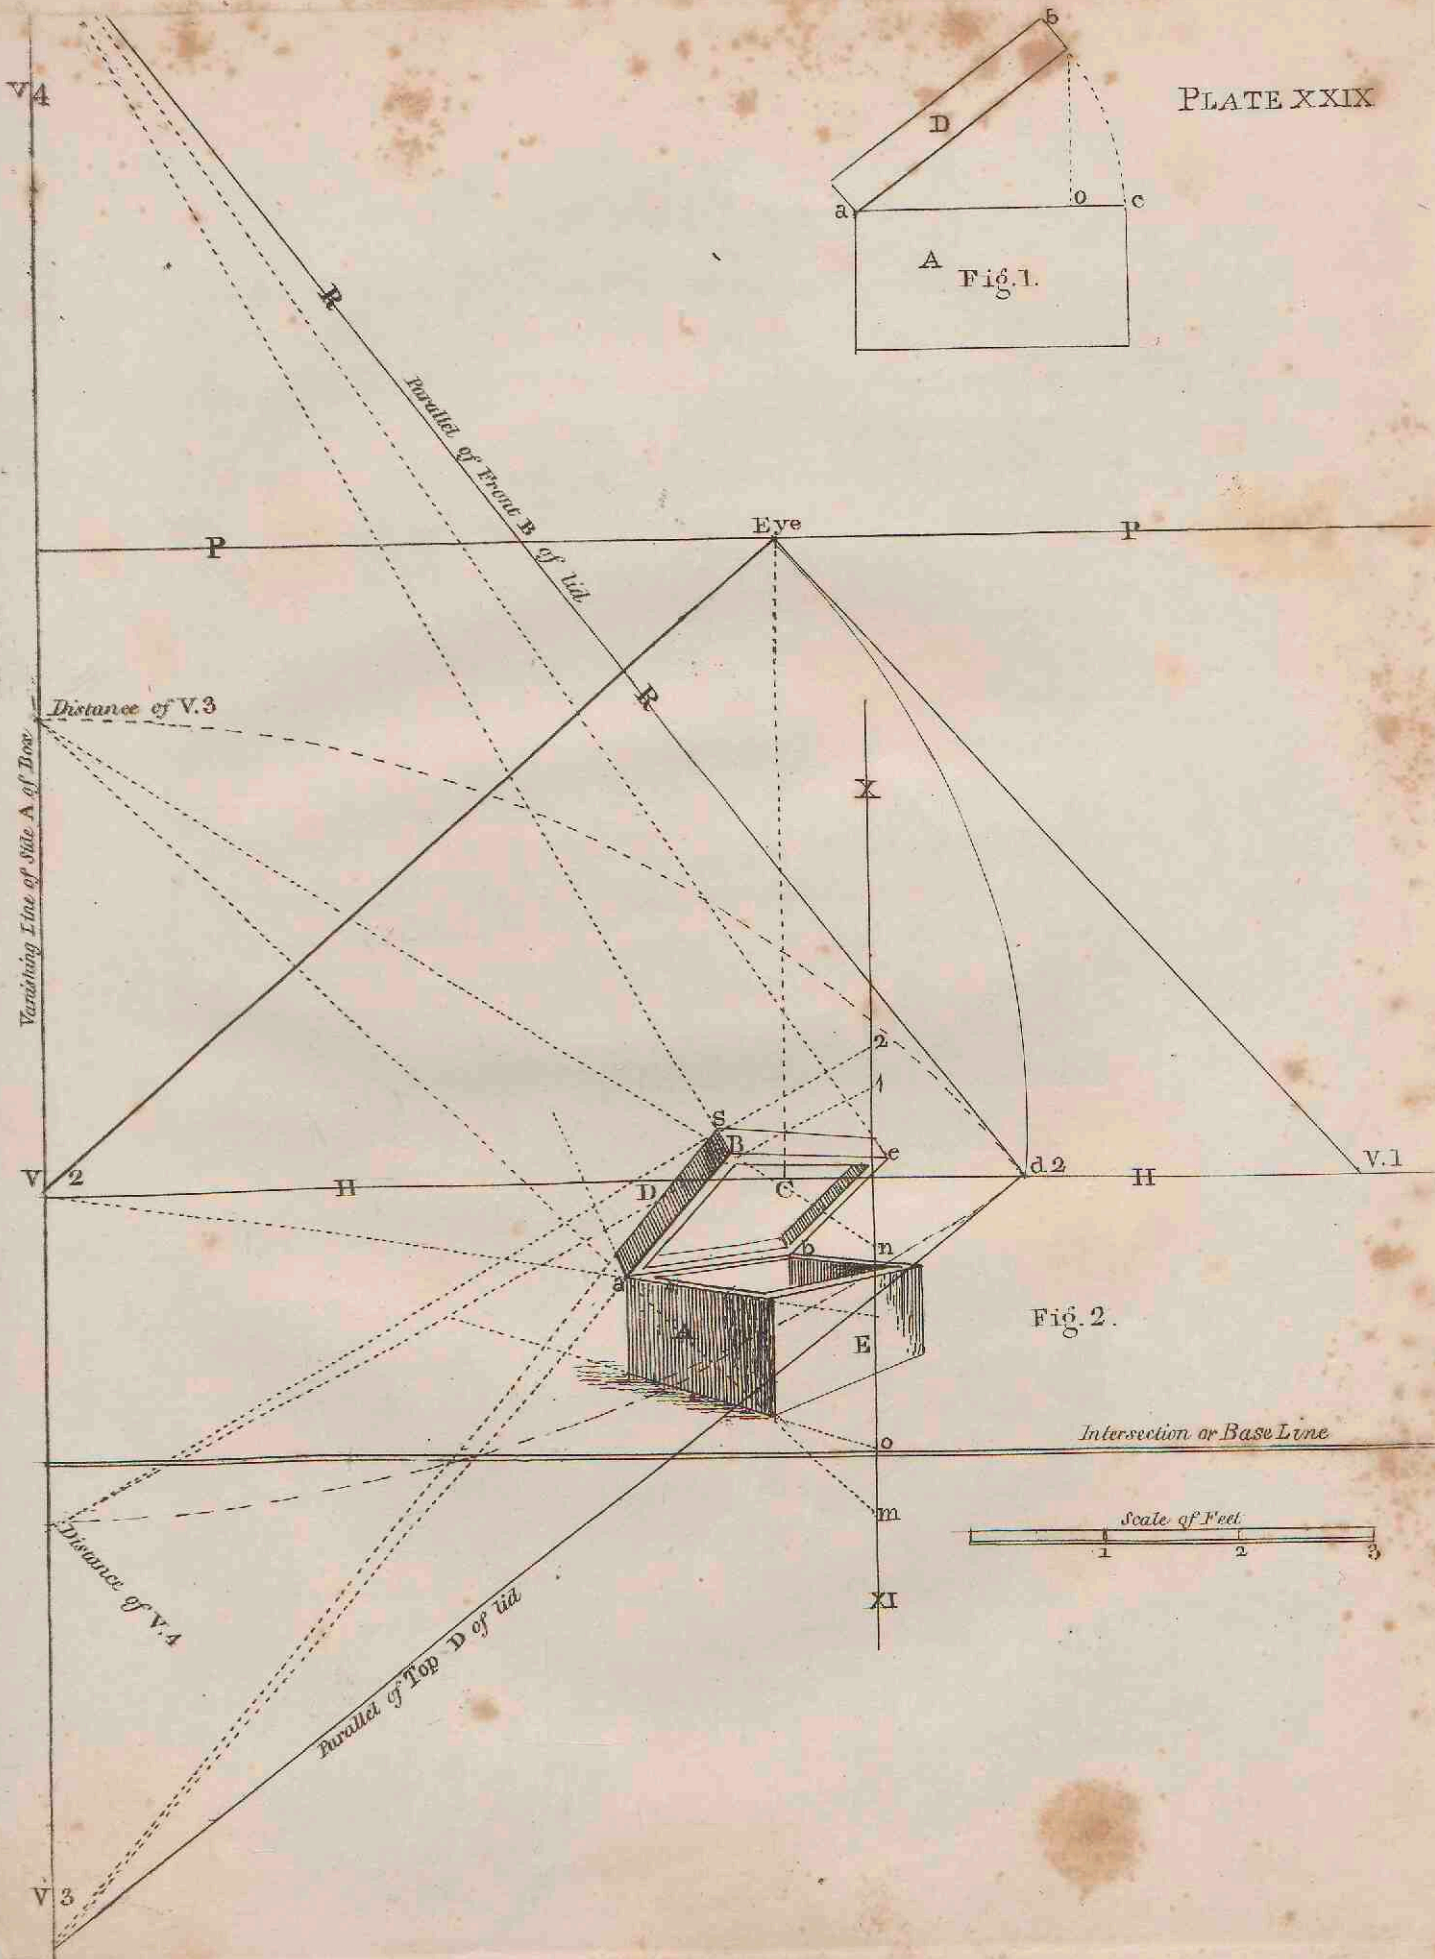 PLATE XXIX
b
D
a
o
c
A
Fig.1.
V4
R
Parallel of Front B of lid
Eye
P
P
Distance of V.3
R
Vanishing Line of Side A of Box
X
2
1
S
B
e
V 2
H
D
C
d.2
H
V.1
b
n
a
A
E
Fig.2.
Intersection or Base Line
o
m
Scale of Feet
1
2
3
Distance of V.4
XI
Parallel of Top D of lid
V 3